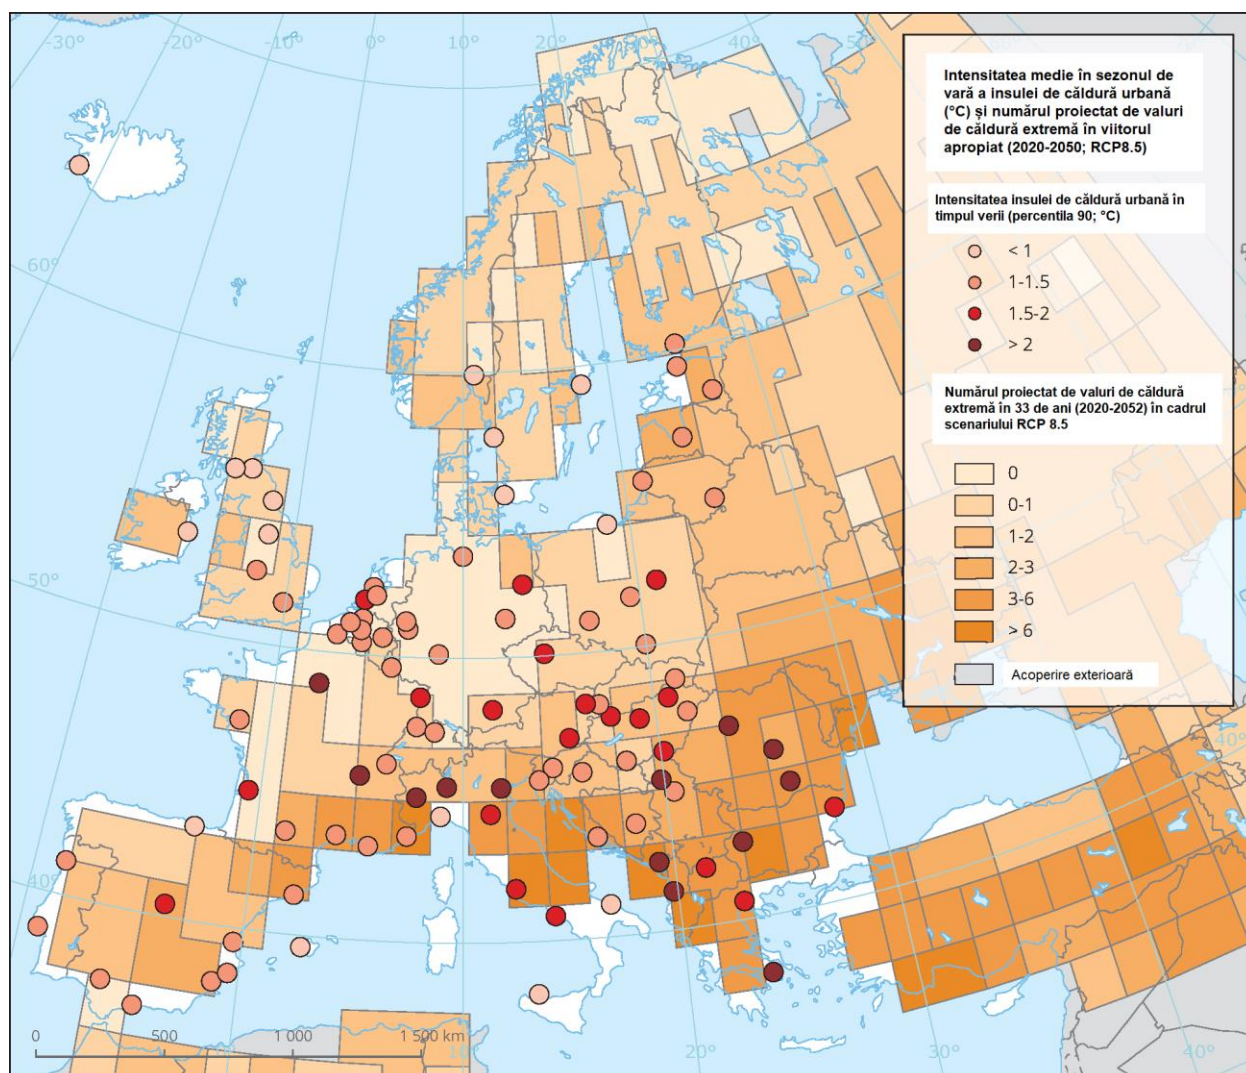 -30°
-20°
-10°
0°
10°
20°
30°
40°
50°
60°
50°
40°
40°
Intensitatea medie în sezonul de
vară a insulei de căldură urbană
(°C) și numărul proiectat de valuri
de căldură extremă în viitorul
apropiat (2020-2050; RCP8.5)
Intensitatea insulei de căldură urbană în
timpul verii (percentila 90; °C)
< 1
1-1.5
1.5-2
> 2
Numărul proiectat de valuri de căldură
extremă în 33 de ani (2020-2052) în cadrul
scenariului RCP 8.5
0
0-1
1-2
2-3
3-6
> 6
Acoperire exterioară
0
500
1 000
1 500 km
10°
20°
30°
40°